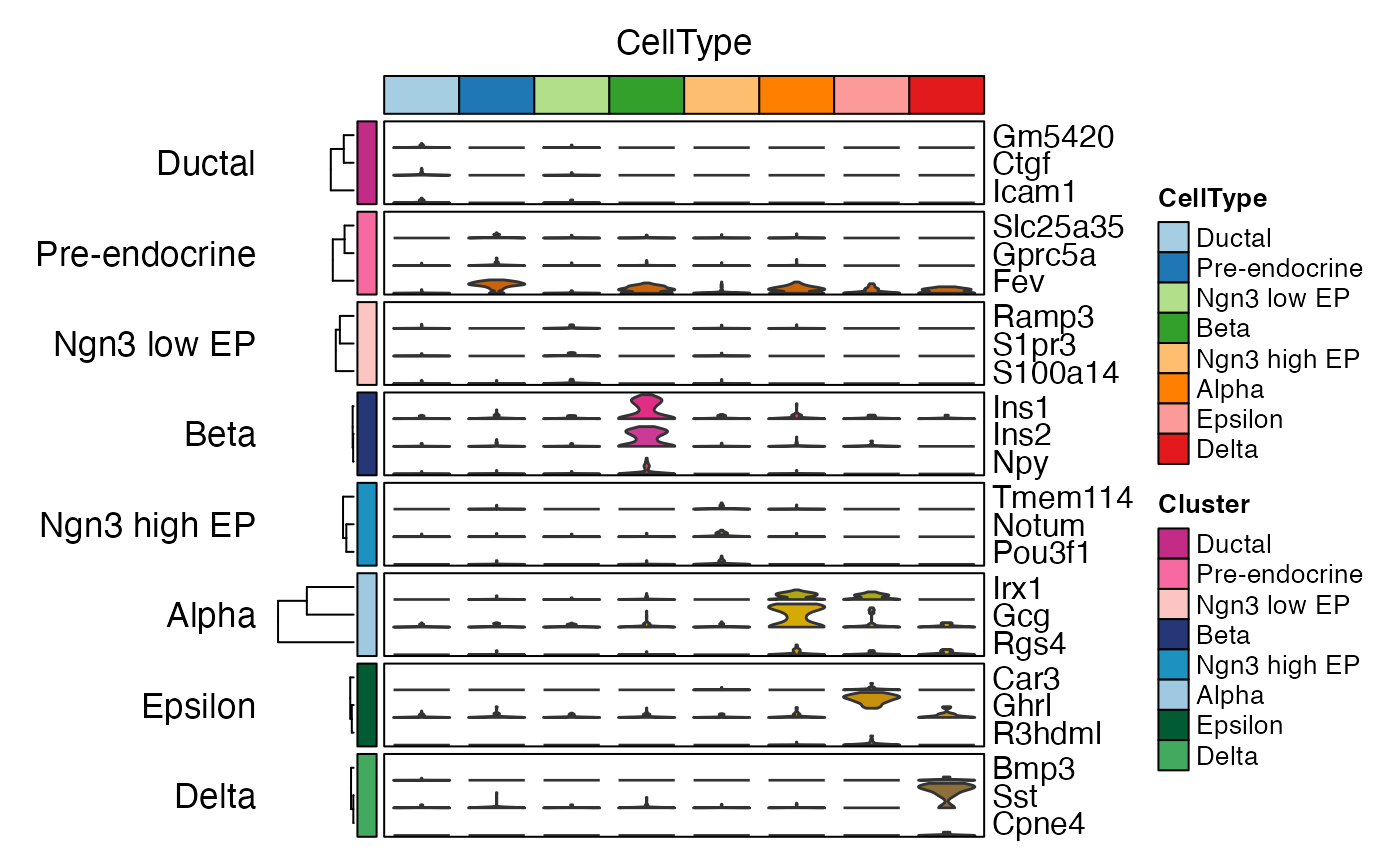 CellType
Ductal
Gm5420
Ctgf
Icam1
Pre-endocrine
Slc25a35
Gprc5a
Fev
Ngn3 low EP
Ramp3
S1pr3
S100a14
Beta
Ins1
Ins2
Npy
Ngn3 high EP
Tmem114
Notum
Pou3f1
Alpha
Irx1
Gcg
Rgs4
Epsilon
Car3
Ghrl
R3hdml
Delta
Bmp3
Sst
Cpne4
CellType
Ductal
Pre-endocrine
Ngn3 low EP
Beta
Ngn3 high EP
Alpha
Epsilon
Delta
Cluster
Ductal
Pre-endocrine
Ngn3 low EP
Beta
Ngn3 high EP
Alpha
Epsilon
Delta